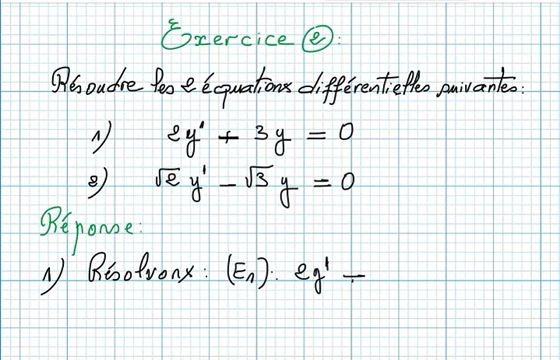 Exercice ②:
Résoudre les 2 équations différentielles suivantes:
1) 2y' + 3y = 0
2) √2 y' - √3 y = 0
Réponse:
1) Résolvons: (E₁): 2y' -